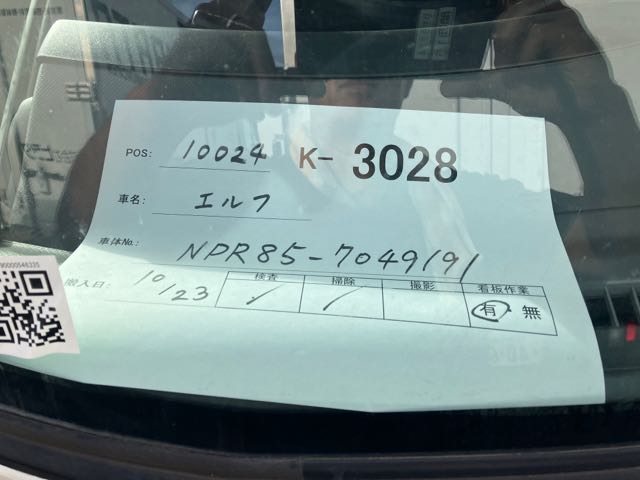 POS: 10024 K- 3028
車名: エルフ
車体No.: NPR85-7049191
搬入日: 10/23
検査 掃除 撮影 看板作業
✓ ✓ 有 無